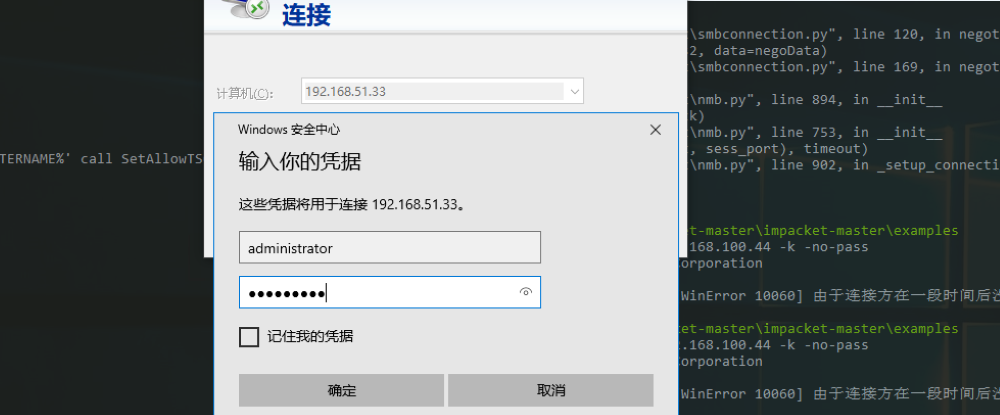 连接
\smbconnection.py", line 120, in negot
2, data=negoData)
\smbconnection.py", line 169, in negot
计算机(C):
192.168.51.33
\nmb.py", line 894, in __init__
k)
\nmb.py", line 753, in __init__
, sess_port), timeout)
\nmb.py", line 902, in _setup_connecti
TERNAME%' call SetAllowTS
Windows 安全中心
输入你的凭据
这些凭据将用于连接 192.168.51.33。
administrator
●●●●●●●●●
记住我的凭据
确定
取消
et-master\impacket-master\examples
.168.100.44 -k -no-pass
Corporation
WinError 10060] 由于连接方在一段时间后
et-master\impacket-master\examples
.168.100.44 -k -no-pass
Corporation
WinError 10060] 由于连接方在一段时间后